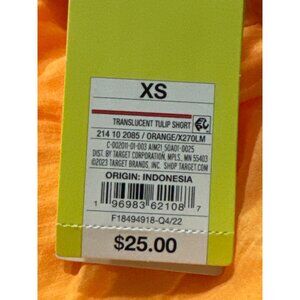 XS
TRANSLUCENT TULIP SHORT
214 10 2085 / ORANGE/X270LM
C-002011-01-003 AIM21 SOA01-0025
DIST. BY TARGET CORPORATION, MPLS, MN 55403
©2023 TARGET BRANDS, INC. SHOP TARGET.COM
ORIGIN: INDONESIA
1 96983 62108 7
F18494918-Q4/22
$25.00